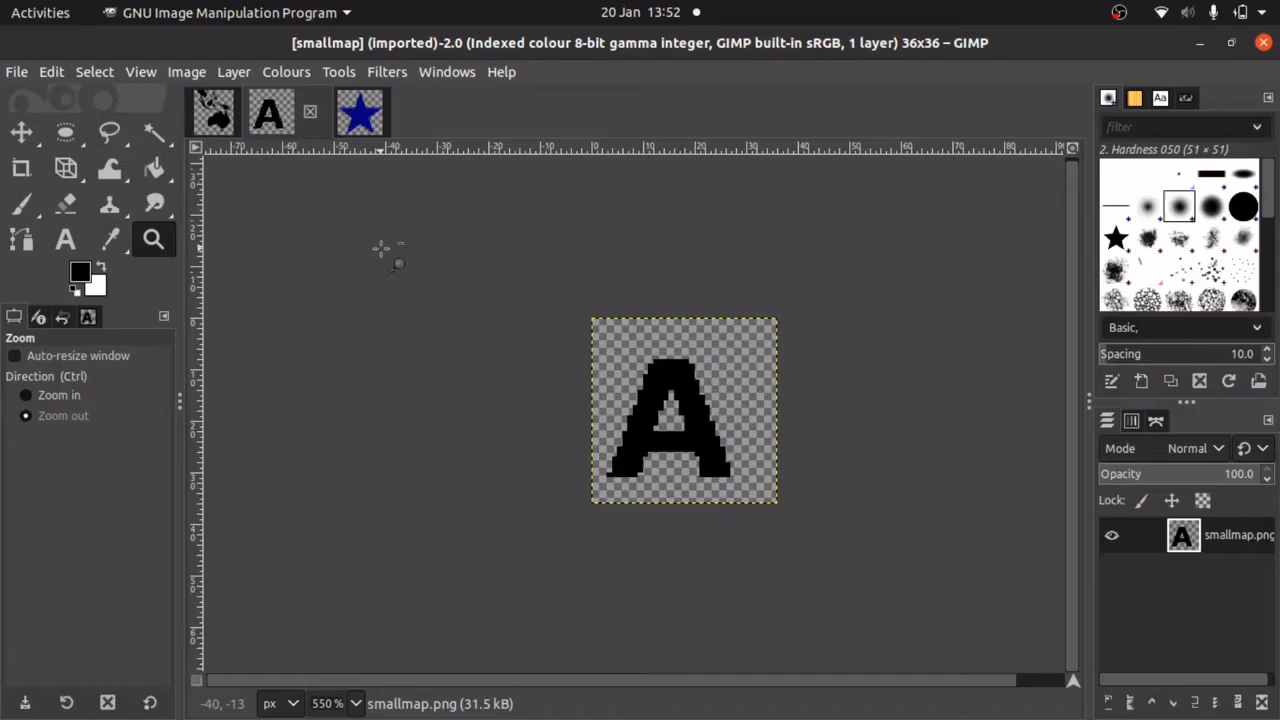 Activities GNU Image Manipulation Program 20 Jan 13:52
[smallmap] (imported)-2.0 (Indexed colour 8-bit gamma integer, GIMP built-in sRGB, 1 layer) 36x36 – GIMP
File Edit Select View Image Layer Colours Tools Filters Windows Help
A
filter
2. Hardness 050 (51 × 51)
Zoom
Auto-resize window
Direction (Ctrl)
Zoom in
Zoom out
A
Basic,
Spacing 10.0
Mode Normal
Opacity 100.0
Lock:
smallmap.png
-40, -13 px 550 % smallmap.png (31.5 kB)